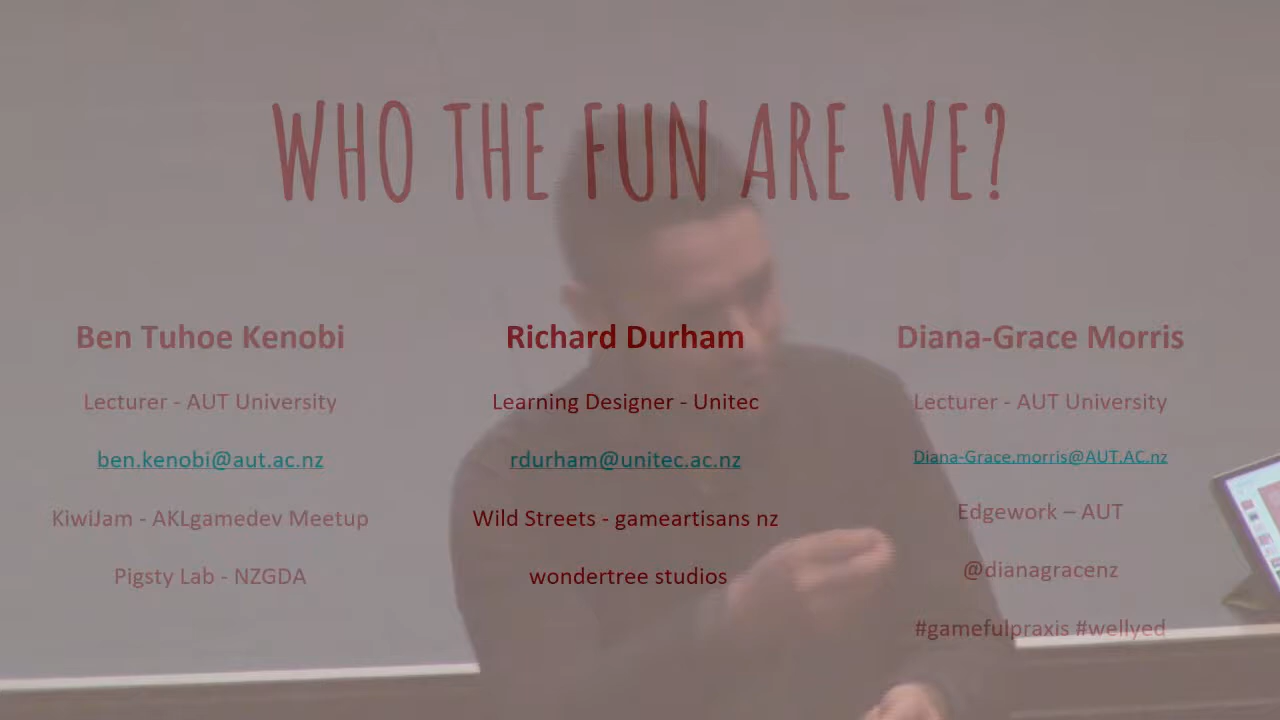 WHO THE FUN ARE WE?
Ben Tuhoe Kenobi
Lecturer - AUT University
ben.kenobi@aut.ac.nz
KiwiJam - AKLgamedev Meetup
Pigsty Lab - NZGDA
Richard Durham
Learning Designer - Unitec
rdurham@unitec.ac.nz
Wild Streets - gameartisans nz
wondertree studios
Diana-Grace Morris
Lecturer - AUT University
Diana-Grace.morris@AUT.AC.nz
Edgework – AUT
@dianagracenz
#gamefulpraxis #wellyed